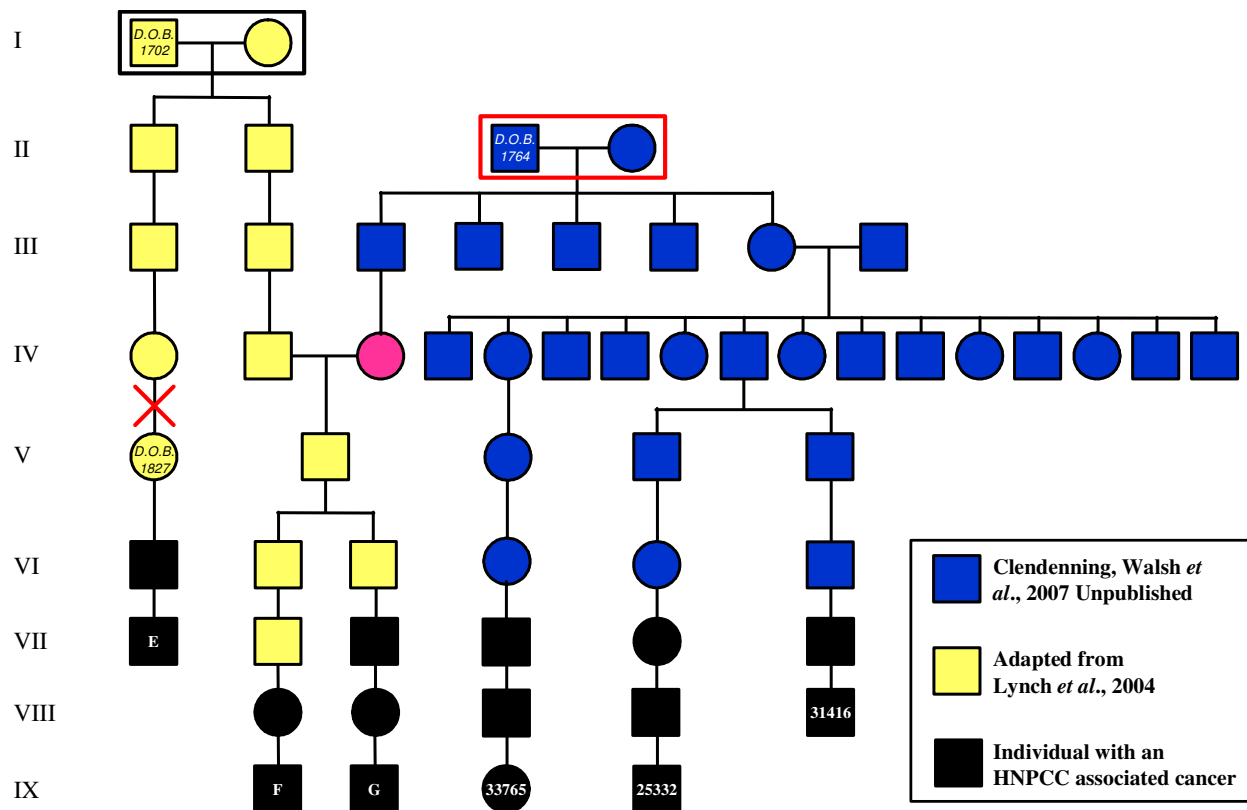 I
D.O.B.
1702
II
D.O.B.
1764
III
IV
V
D.O.B.
1827
VI
VII
E
VIII
31416
IX
F
G
33765
25332
Clendenning, Walsh et
al., 2007 Unpublished
Adapted from
Lynch et al., 2004
Individual with an
HNPCC associated cancer